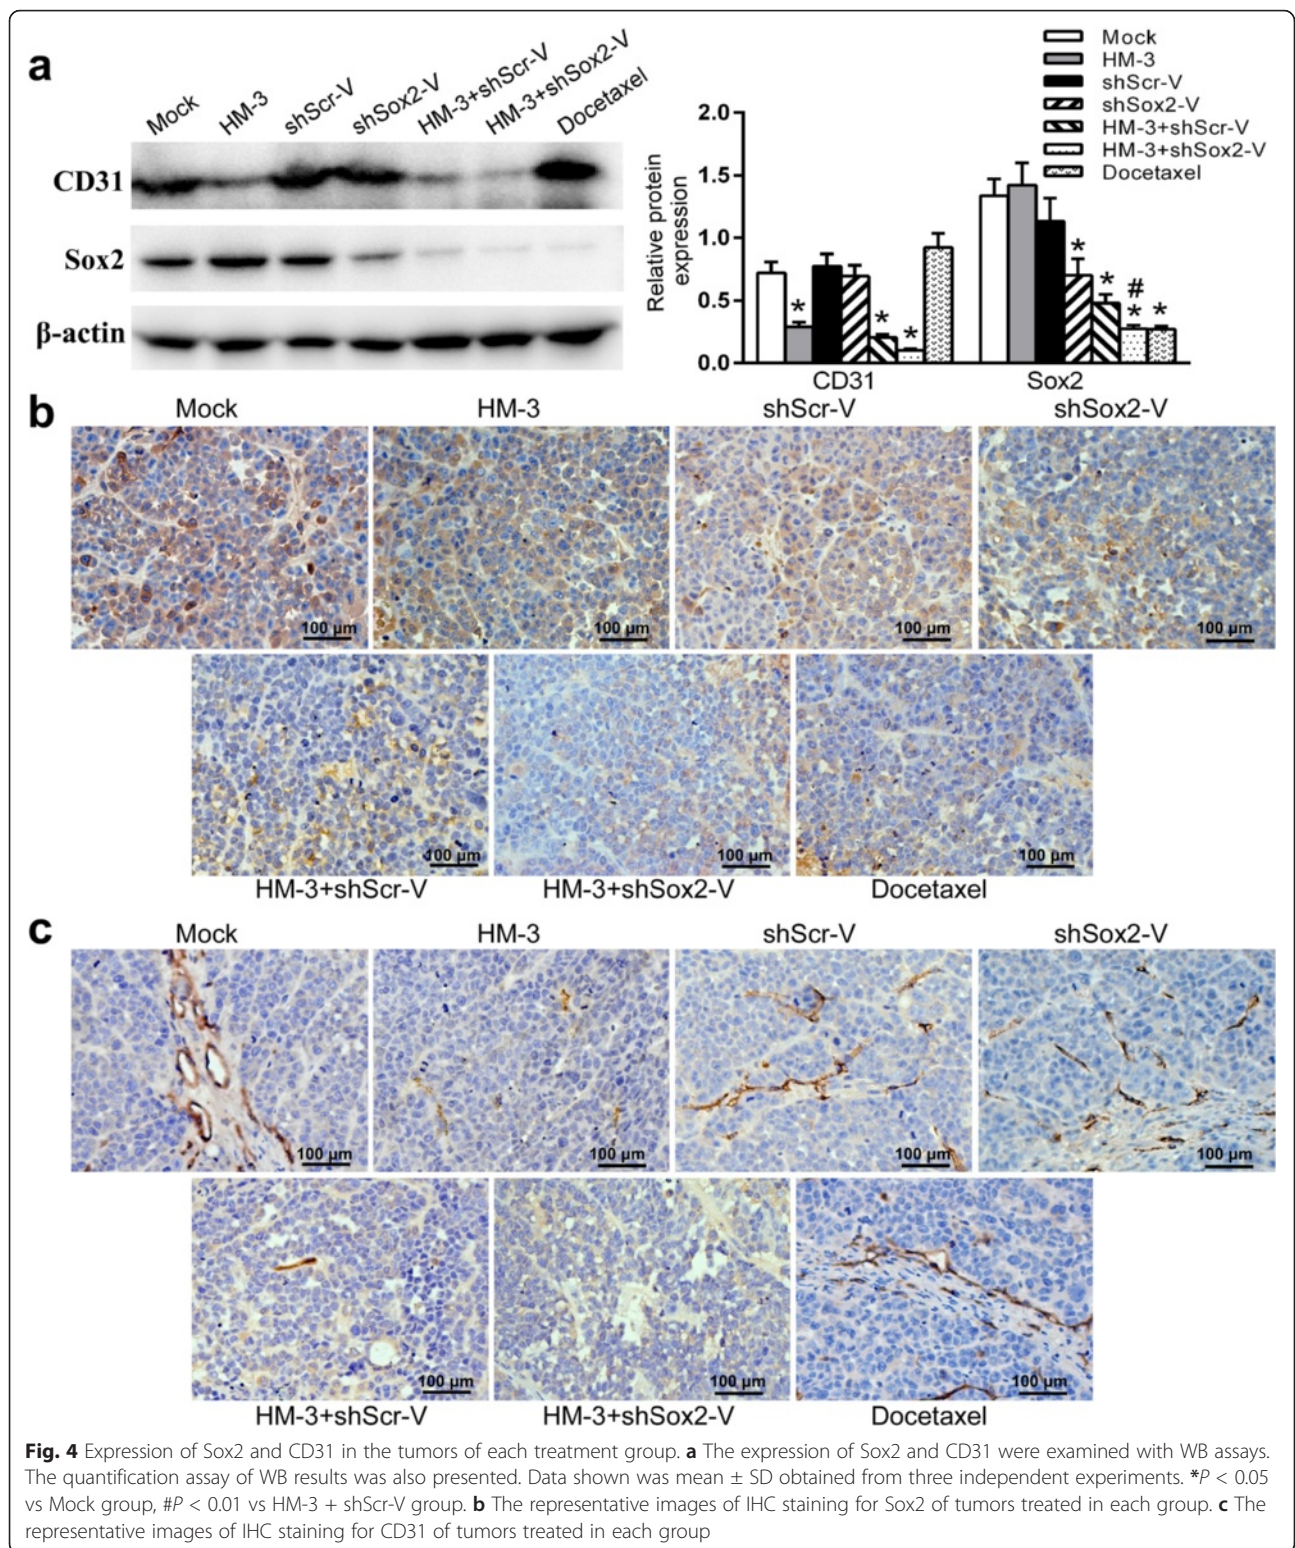 a
Mock
HM-3
shScr-V
shSox2-V
HM-3+shScr-V
HM-3+shSox2-V
Docetaxel
CD31
Sox2
β-actin
Mock
HM-3
shScr-V
shSox2-V
HM-3+shScr-V
HM-3+shSox2-V
Docetaxel
Relative protein
expression
2.0
1.5
1.0
0.5
0.0
* * * * * # * *
CD31 Sox2
b
Mock HM-3 shScr-V shSox2-V
100 µm 100 µm 100 µm 100 µm
100 µm 100 µm 100 µm
HM-3+shScr-V HM-3+shSox2-V Docetaxel
c
Mock HM-3 shScr-V shSox2-V
100 µm 100 µm 100 µm 100 µm
100 µm 100 µm 100 µm
HM-3+shScr-V HM-3+shSox2-V Docetaxel
Fig. 4 Expression of Sox2 and CD31 in the tumors of each treatment group. a The expression of Sox2 and CD31 were examined with WB assays.
The quantification assay of WB results was also presented. Data shown was mean ± SD obtained from three independent experiments. *P < 0.05
vs Mock group, #P < 0.01 vs HM-3 + shScr-V group. b The representative images of IHC staining for Sox2 of tumors treated in each group. c The
representative images of IHC staining for CD31 of tumors treated in each group